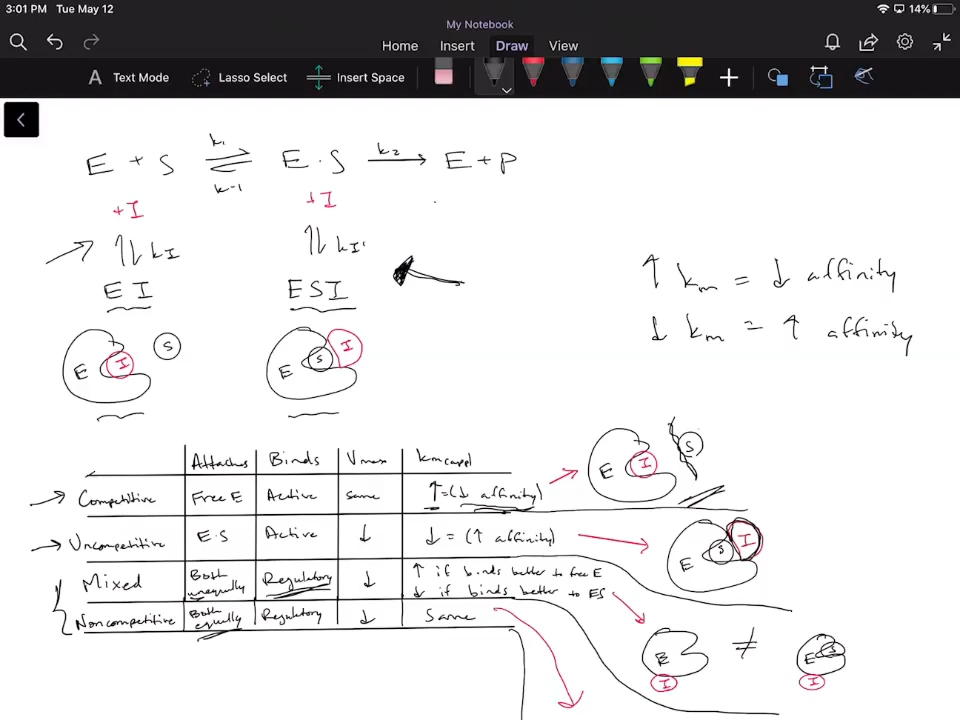 3:01 PM Tue May 12
14%
My Notebook
Home Insert Draw View
Text Mode Lasso Select Insert Space
E + S k₁ k-1 E·S k₂ E + P
+I +I
kI kI'
EI ESI
↑ km = ↓ affinity
↓ km = ↑ affinity
E I S
E S I
Attaches Binds Vmax km(appl
Competitive Free E Active same ↑=(↓ affinity)
E I S
Uncompetitive E·S Active ↓ ↓ = (↑ affinity)
E S I
Mixed Both unequally Regulatory ↓ ↑ if binds better to free E
↓ if binds better to ES
Noncompetitive Both equally Regulatory ↓ Same
E ≠ E S
I I